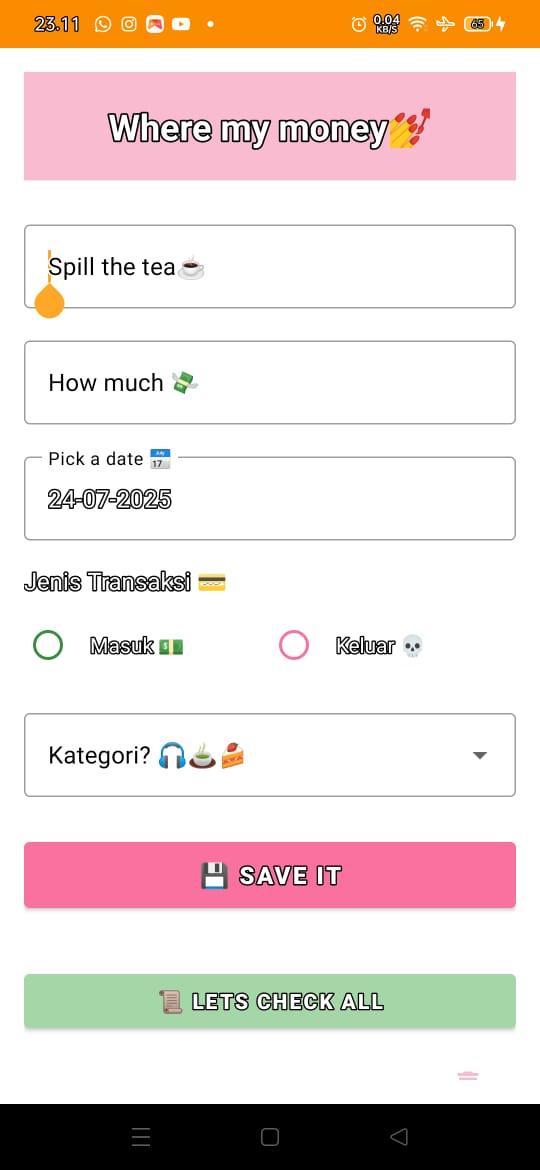 23.11
0.04
KB/S
65
Where my money💅
Spill the tea☕
How much 💸
Pick a date 📅
24-07-2025
Jenis Transaksi 💳
Masuk 💵
Keluar 💀
Kategori? 🎧🍵🍰
💾 SAVE IT
📜 LETS CHECK ALL